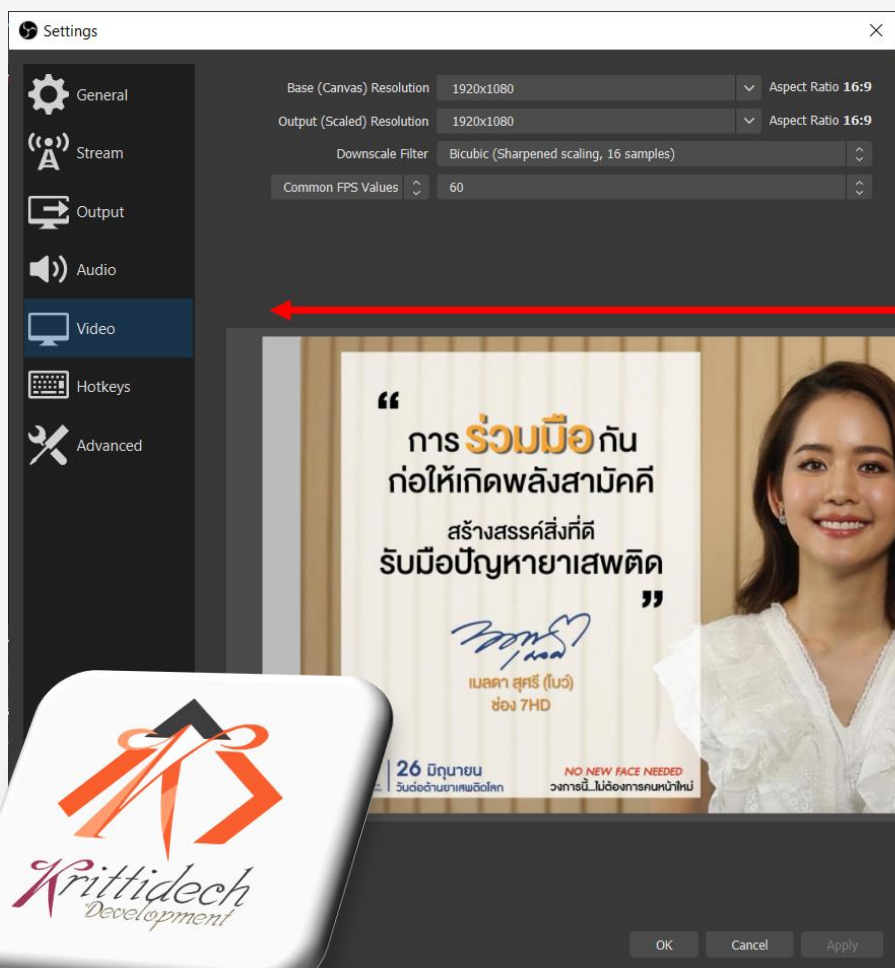 Settings
General
Stream
Output
Audio
Video
Hotkeys
Advanced
Base (Canvas) Resolution 1920x1080 Aspect Ratio 16:9
Output (Scaled) Resolution 1920x1080 Aspect Ratio 16:9
Downscale Filter Bicubic (Sharpened scaling, 16 samples)
Common FPS Values 60
“
การ ร่วมมือ กัน
ก่อให้เกิดพลังสามัคคี
สร้างสรรค์สิ่งที่ดี
รับมือปัญหายาเสพติด
”
เมลดา สุศรี (โบว์)
ช่อง 7HD
26 มิถุนายน
วันต่อต้านยาเสพติดโลก
NO NEW FACE NEEDED
วงการนี้...ไม่ต้องการคนหน้าใหม่
Krittidech
Development
OK Cancel Apply